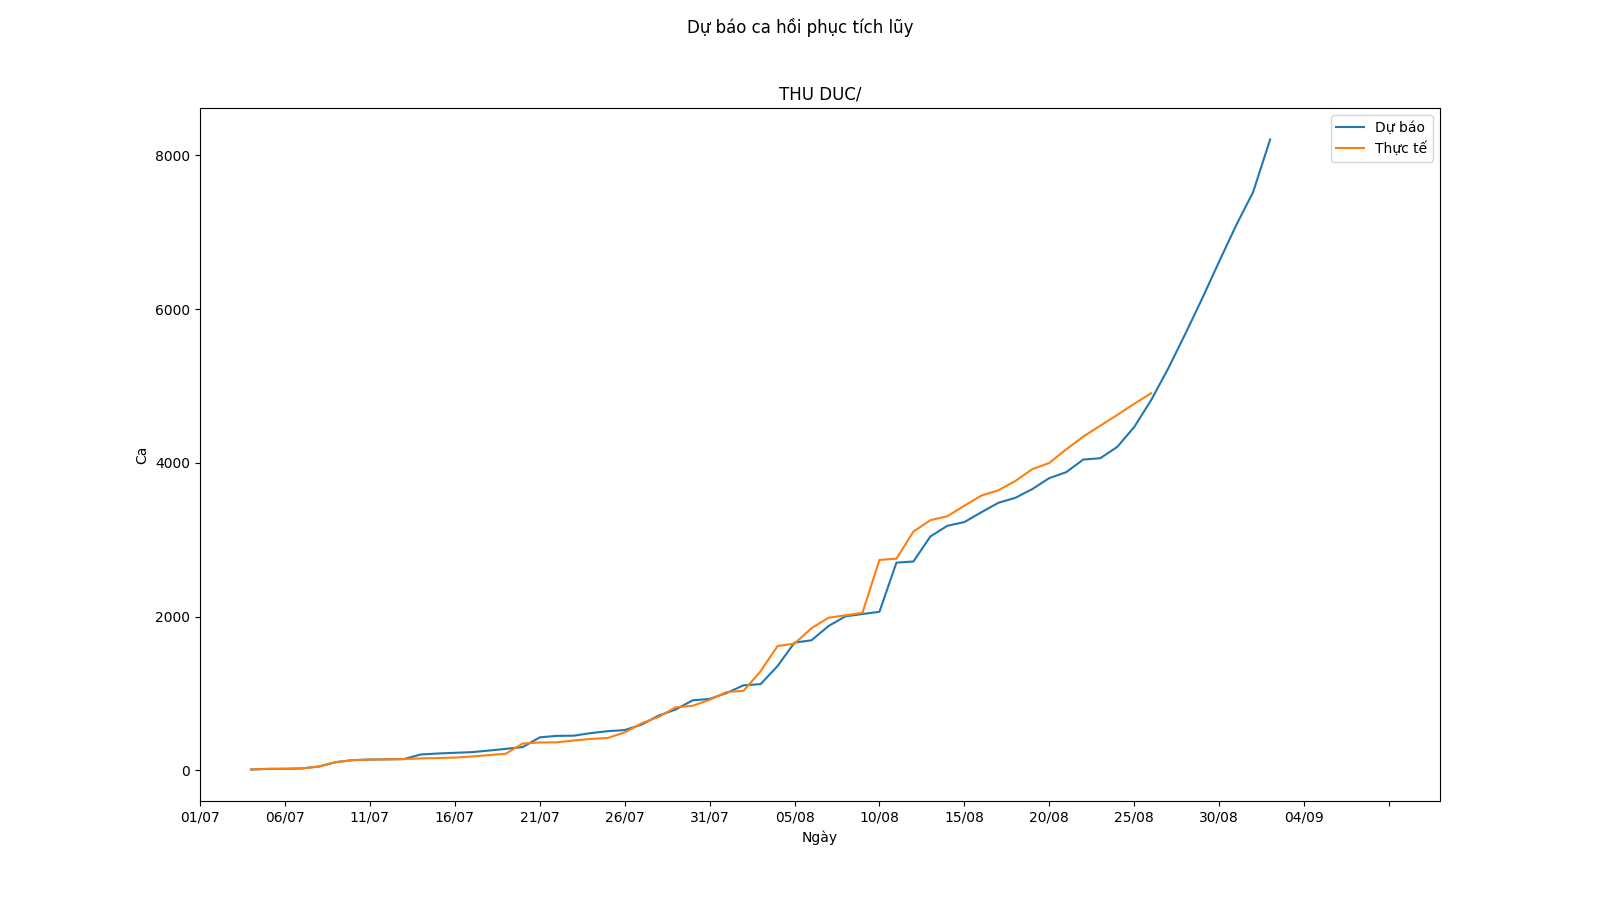 Dự báo ca hồi phục tích lũy
THU DUC/
Dự báo
Thực tế
8000
6000
4000
2000
0
Ca
01/07 06/07 11/07 16/07 21/07 26/07 31/07 05/08 10/08 15/08 20/08 25/08 30/08 04/09
Ngày